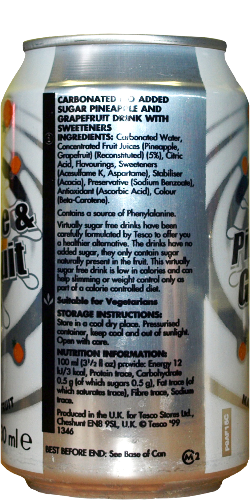 CARBONATED NO ADDED
SUGAR PINEAPPLE AND
GRAPEFRUIT DRINK WITH
SWEETENERS
INGREDIENTS: Carbonated Water,
Concentrated Fruit Juices (Pineapple,
Grapefruit) (Reconstituted) (5%), Citric
Acid, Flavourings, Sweeteners
(Acesulfame K, Aspartame), Stabiliser
(Acacia), Preservative (Sodium Benzoate),
Antioxidant (Ascorbic Acid), Colour
(Beta-Carotene).
Contains a source of Phenylalanine.
Virtually sugar free drinks have been
carefully formulated by Tesco to offer you
a healthier alternative. The drinks have no
added sugar, they only contain sugar
naturally present in the fruit. This virtually
sugar free drink is low in calories and can
help slimming or weight control only as
part of a calorie controlled diet.
Suitable for Vegetarians
STORAGE INSTRUCTIONS:
Store in a cool dry place. Pressurised
container, keep cool and out of sunlight.
Open with care.
NUTRITION INFORMATION:
100 ml (3½ fl oz) provide: Energy 12
kJ/3 kcal, Protein trace, Carbohydrate
0.5 g (of which sugars 0.5 g), Fat trace (of
which saturates trace), Fibre trace, Sodium
trace.
Produced in the U.K. for Tesco Stores Ltd.,
Cheshunt EN8 9SL, U.K. © Tesco '99
1346
BEST BEFORE END: See Base of Can
M 2
e &
uit
0 ml e